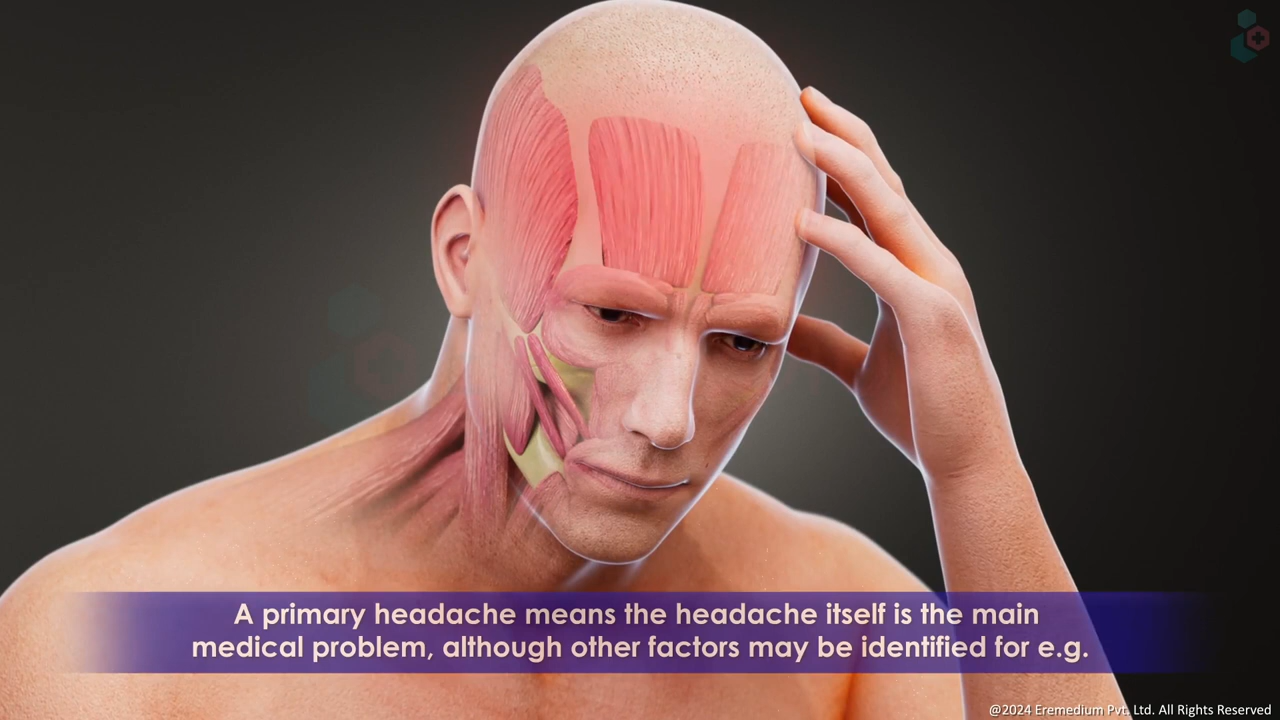 A primary headache means the headache itself is the main
medical problem, although other factors may be identified for e.g.
@2024 Eremedium Pvt. Ltd. All Rights Reserved